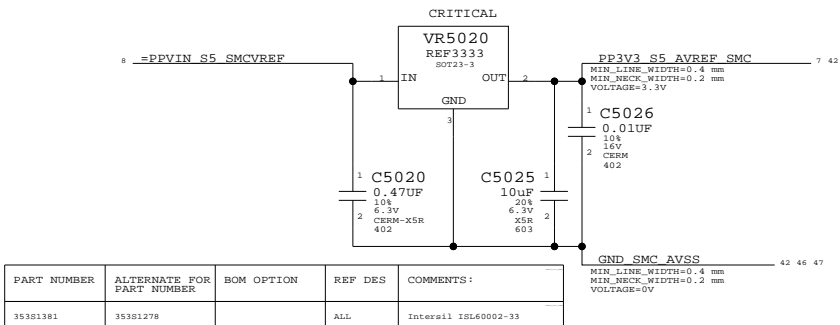 CRITICAL
VR5020
REF3333
SOT23-3
8 =PPVIN_S5_SMCVREF
PP3V3_S5_AVREF_SMC 7 42
MIN_LINE_WIDTH=0.4 mm
MIN_NECK_WIDTH=0.2 mm
VOLTAGE=3.3V
1 IN
OUT 2
GND
3
1 C5026
0.01UF
10%
16V
2 CERM
402
1 C5020
0.47UF
10%
6.3V
2 CERM-X5R
402
C5025 1
10uF
20%
6.3V
X5R 2
603
GND_SMC_AVSS 42 46 47
MIN_LINE_WIDTH=0.4 mm
MIN_NECK_WIDTH=0.2 mm
VOLTAGE=0V
PART NUMBER
ALTERNATE FOR
PART NUMBER
BOM OPTION
REF DES
COMMENTS:
353S1381
353S1278
ALL
Intersil ISL60002-33